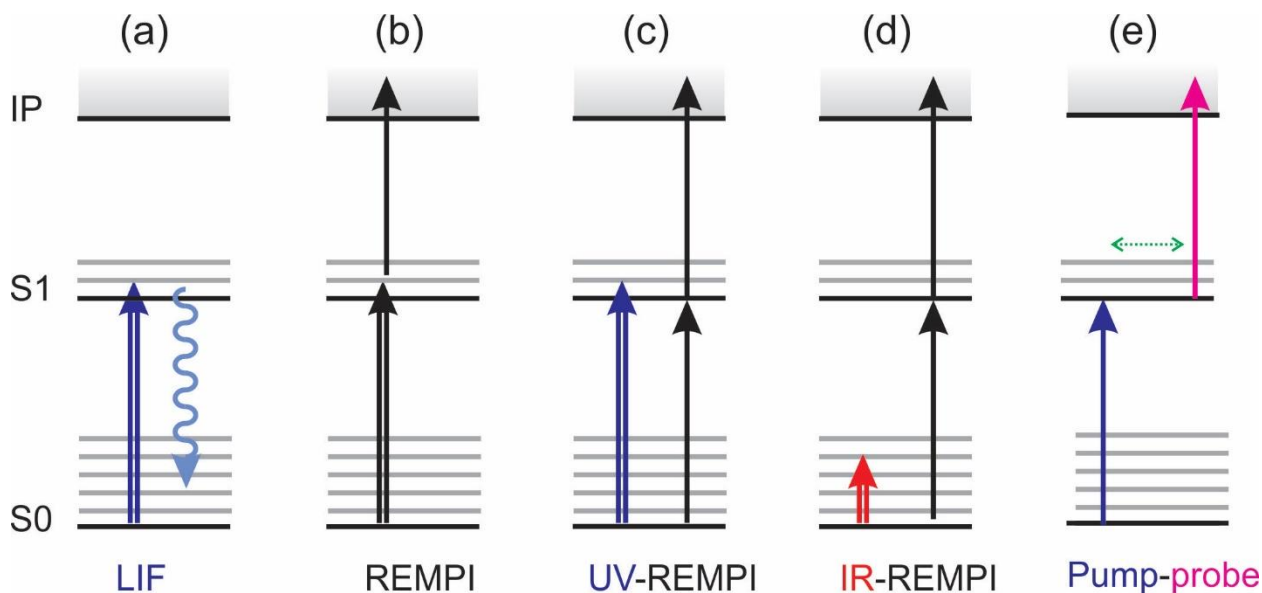 (a) (b) (c) (d) (e)
IP
S1
S0
LIF REMPI UV-REMPI IR-REMPI Pump-probe